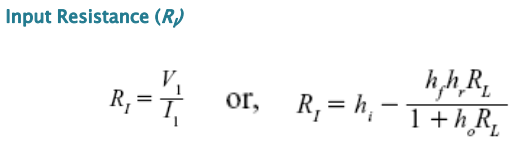 Input Resistance (R_I)
R_I = V_1 / I_1 or, R_I = h_i − h_f h_r R_L / 1 + h_o R_L